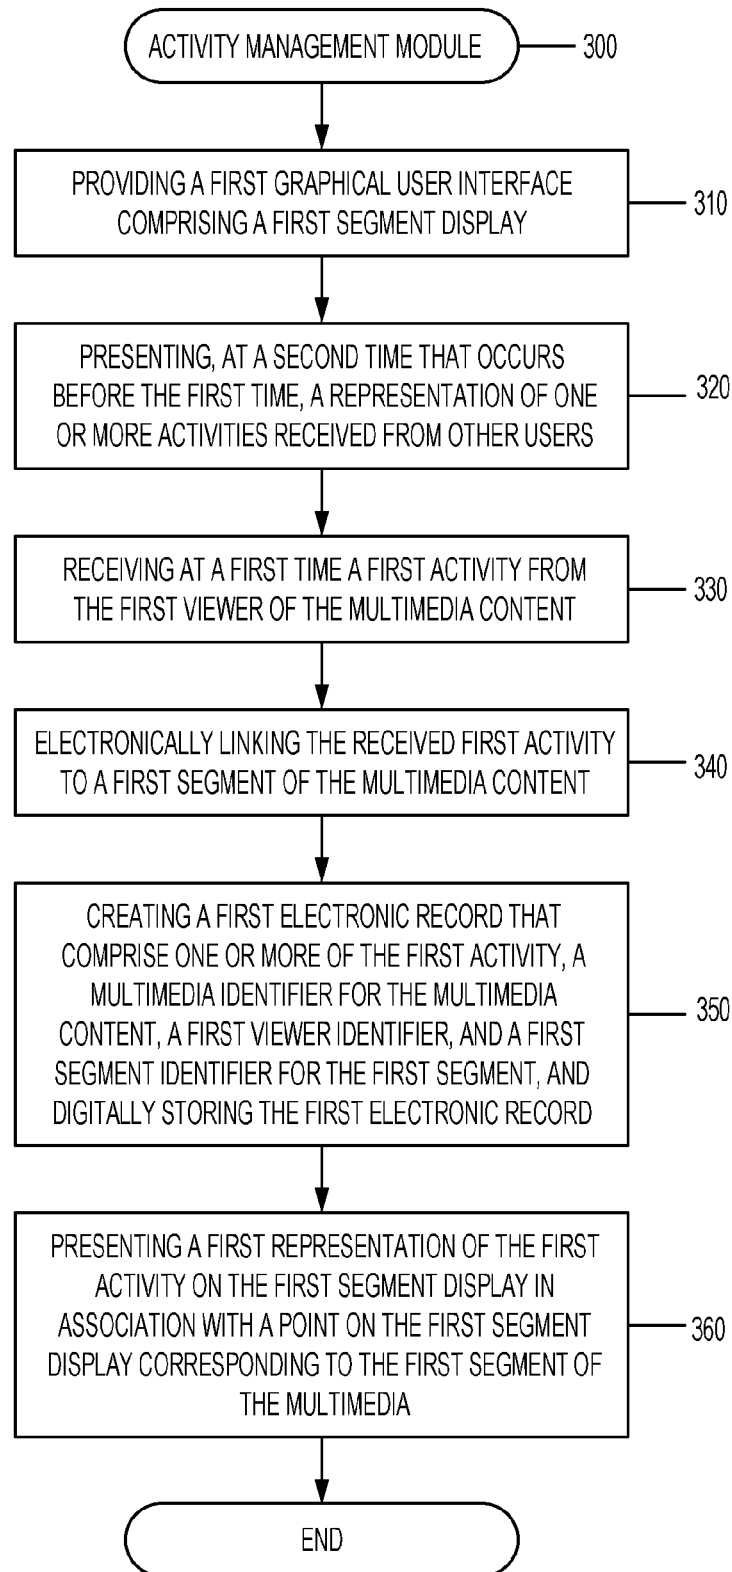 ACTIVITY MANAGEMENT MODULE
300
PROVIDING A FIRST GRAPHICAL USER INTERFACE
COMPRISING A FIRST SEGMENT DISPLAY
310
PRESENTING, AT A SECOND TIME THAT OCCURS
BEFORE THE FIRST TIME, A REPRESENTATION OF ONE
OR MORE ACTIVITIES RECEIVED FROM OTHER USERS
320
RECEIVING AT A FIRST TIME A FIRST ACTIVITY FROM
THE FIRST VIEWER OF THE MULTIMEDIA CONTENT
330
ELECTRONICALLY LINKING THE RECEIVED FIRST ACTIVITY
TO A FIRST SEGMENT OF THE MULTIMEDIA CONTENT
340
CREATING A FIRST ELECTRONIC RECORD THAT
COMPRISE ONE OR MORE OF THE FIRST ACTIVITY, A
MULTIMEDIA IDENTIFIER FOR THE MULTIMEDIA
CONTENT, A FIRST VIEWER IDENTIFIER, AND A FIRST
SEGMENT IDENTIFIER FOR THE FIRST SEGMENT, AND
DIGITALLY STORING THE FIRST ELECTRONIC RECORD
350
PRESENTING A FIRST REPRESENTATION OF THE FIRST
ACTIVITY ON THE FIRST SEGMENT DISPLAY IN
ASSOCIATION WITH A POINT ON THE FIRST SEGMENT
DISPLAY CORRESPONDING TO THE FIRST SEGMENT OF
THE MULTIMEDIA
360
END